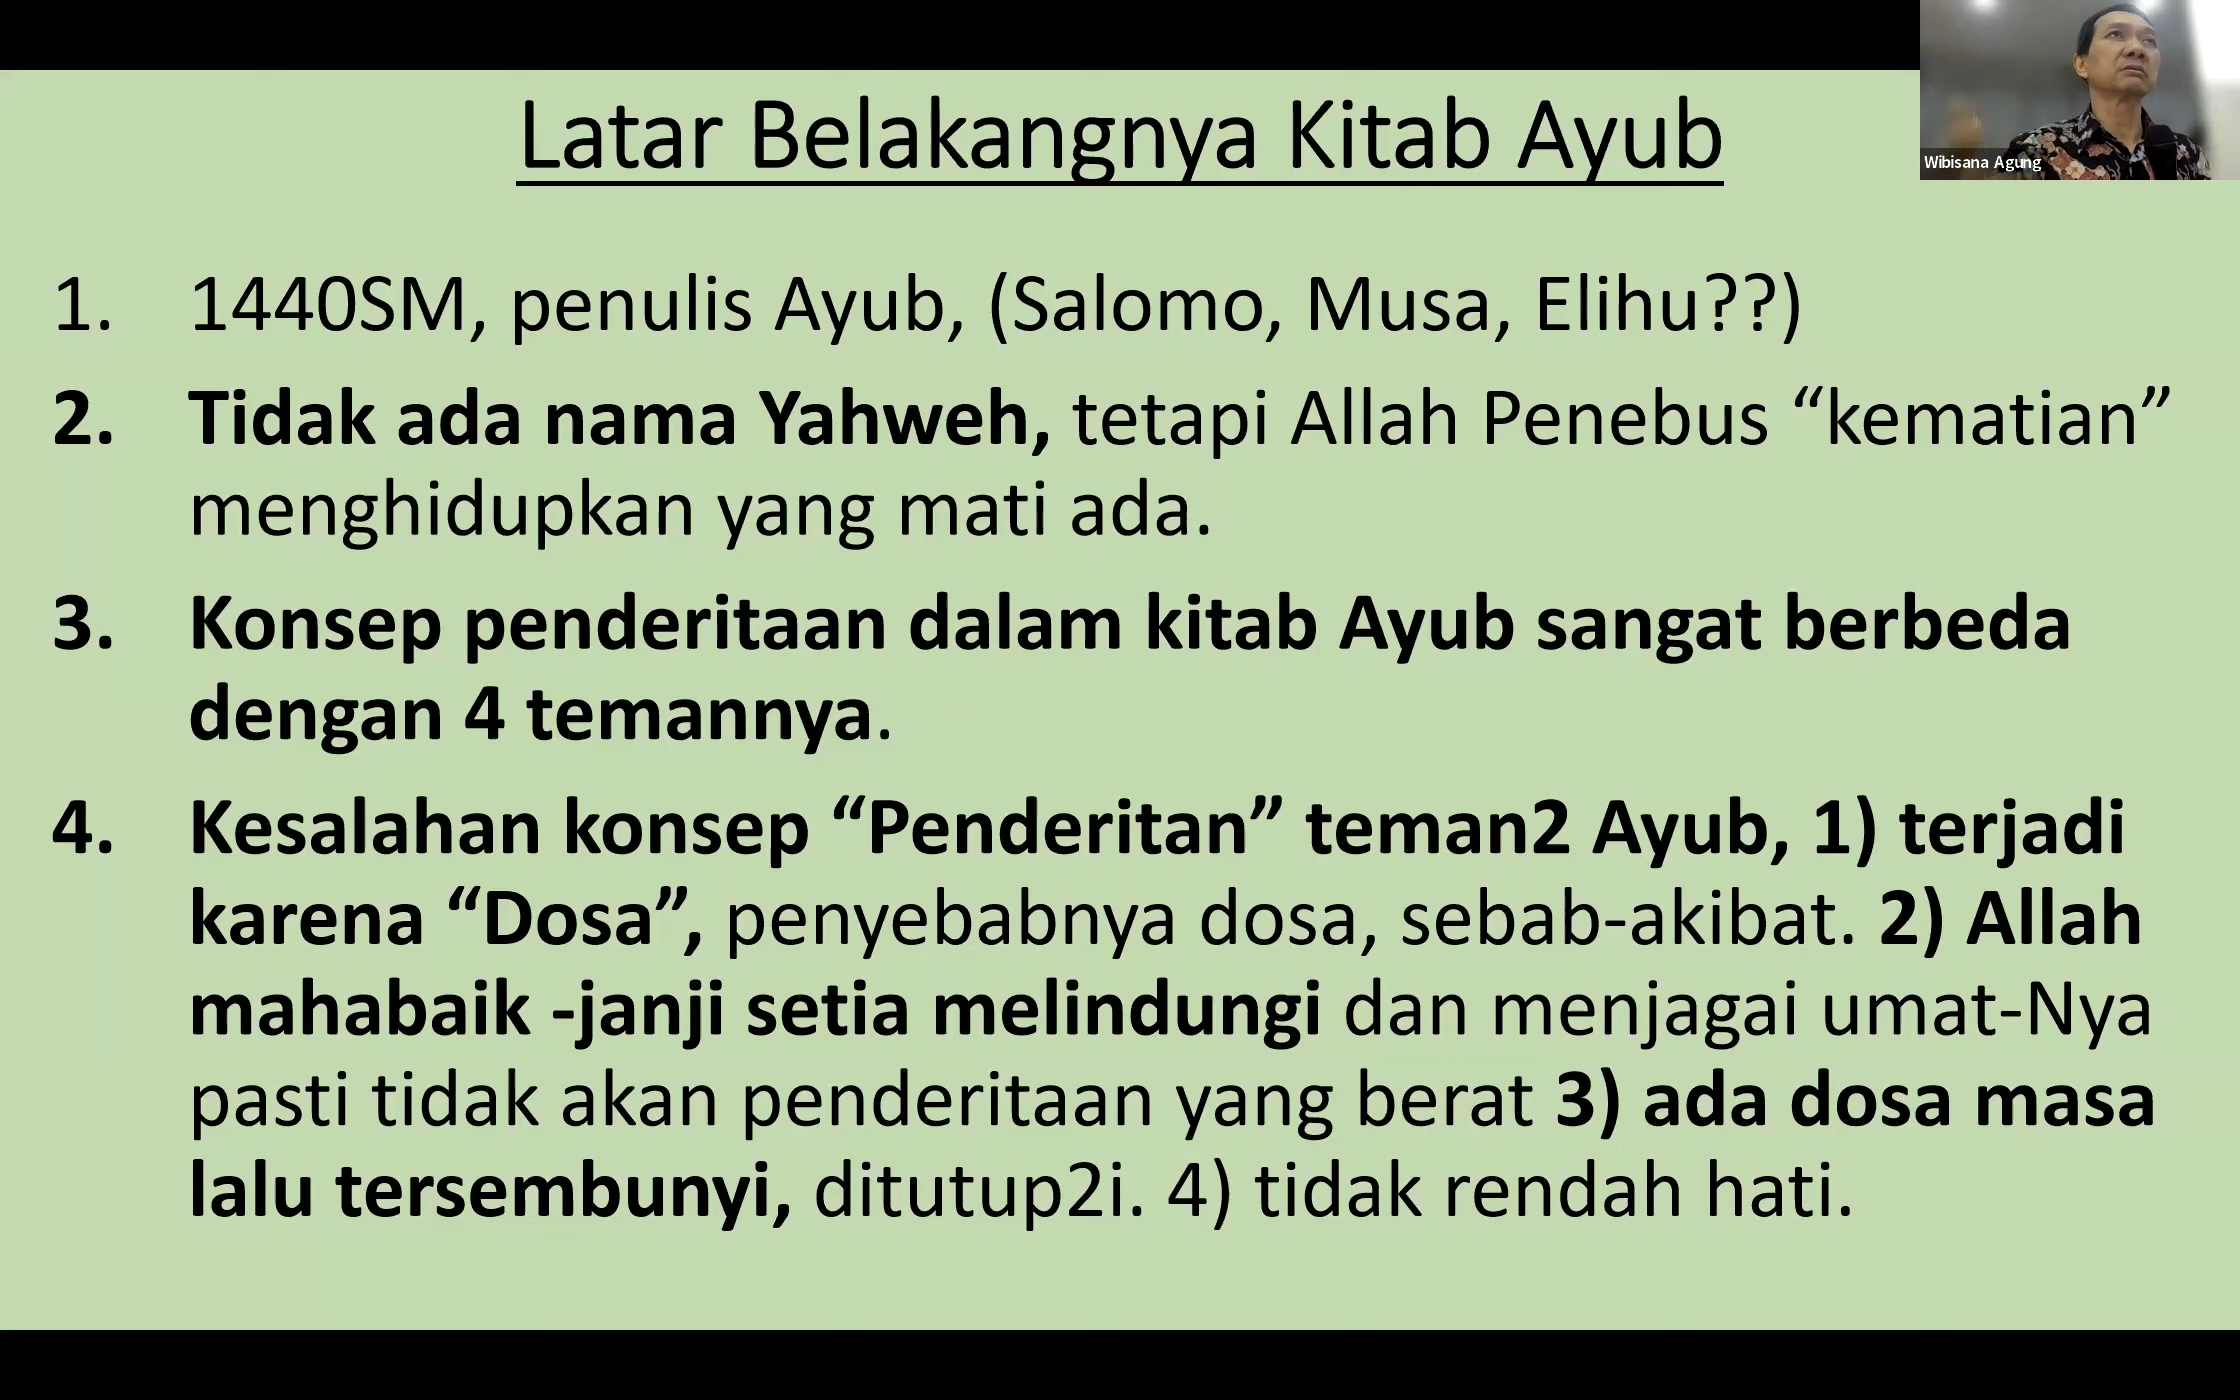 Latar Belakangnya Kitab Ayub
Wibisana Agung
1. 1440SM, penulis Ayub, (Salomo, Musa, Elihu??)
2. Tidak ada nama Yahweh, tetapi Allah Penebus “kematian”
menghidupkan yang mati ada.
3. Konsep penderitaan dalam kitab Ayub sangat berbeda
dengan 4 temannya.
4. Kesalahan konsep “Penderitan” teman2 Ayub, 1) terjadi
karena “Dosa”, penyebabnya dosa, sebab-akibat. 2) Allah
mahabaik -janji setia melindungi dan menjagai umat-Nya
pasti tidak akan penderitaan yang berat 3) ada dosa masa
lalu tersembunyi, ditutup2i. 4) tidak rendah hati.